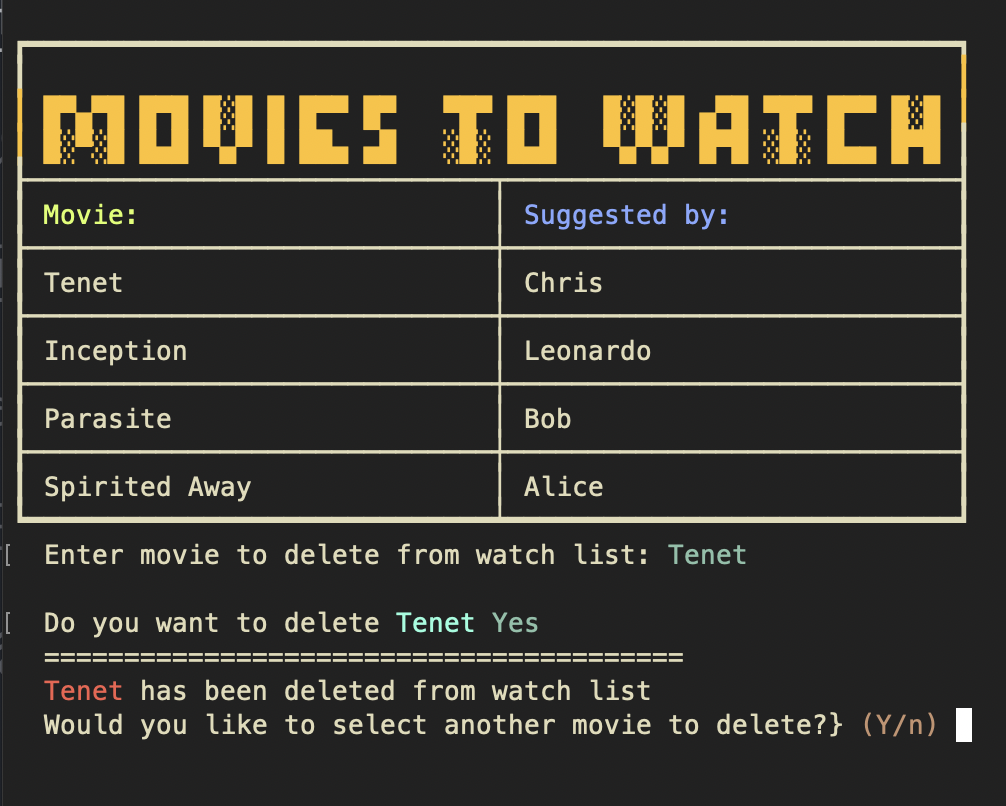 MOVIES TO WATCH
Movie: Suggested by:
Tenet Chris
Inception Leonardo
Parasite Bob
Spirited Away Alice
[ Enter movie to delete from watch list: Tenet
[ Do you want to delete Tenet Yes
========================================
Tenet has been deleted from watch list
Would you like to select another movie to delete?} (Y/n)